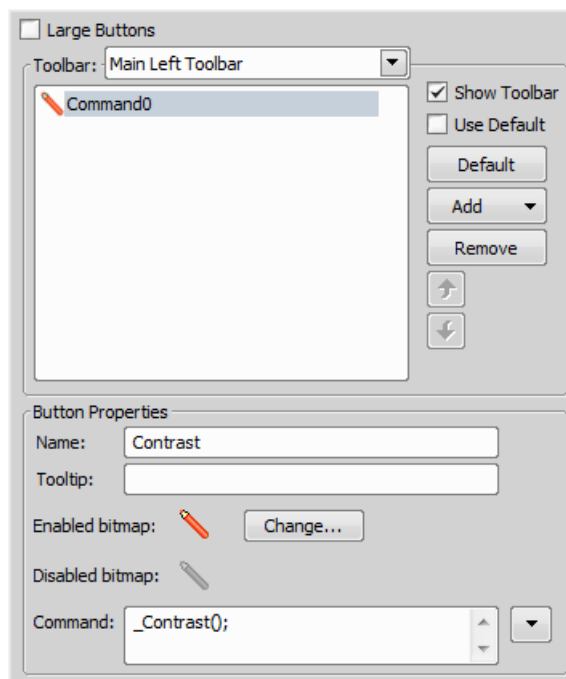 Large Buttons
Toolbar: Main Left Toolbar
Command0
Show Toolbar
Use Default
Default
Add
Remove
Button Properties
Name: Contrast
Tooltip:
Enabled bitmap: Change...
Disabled bitmap:
Command: _Contrast();